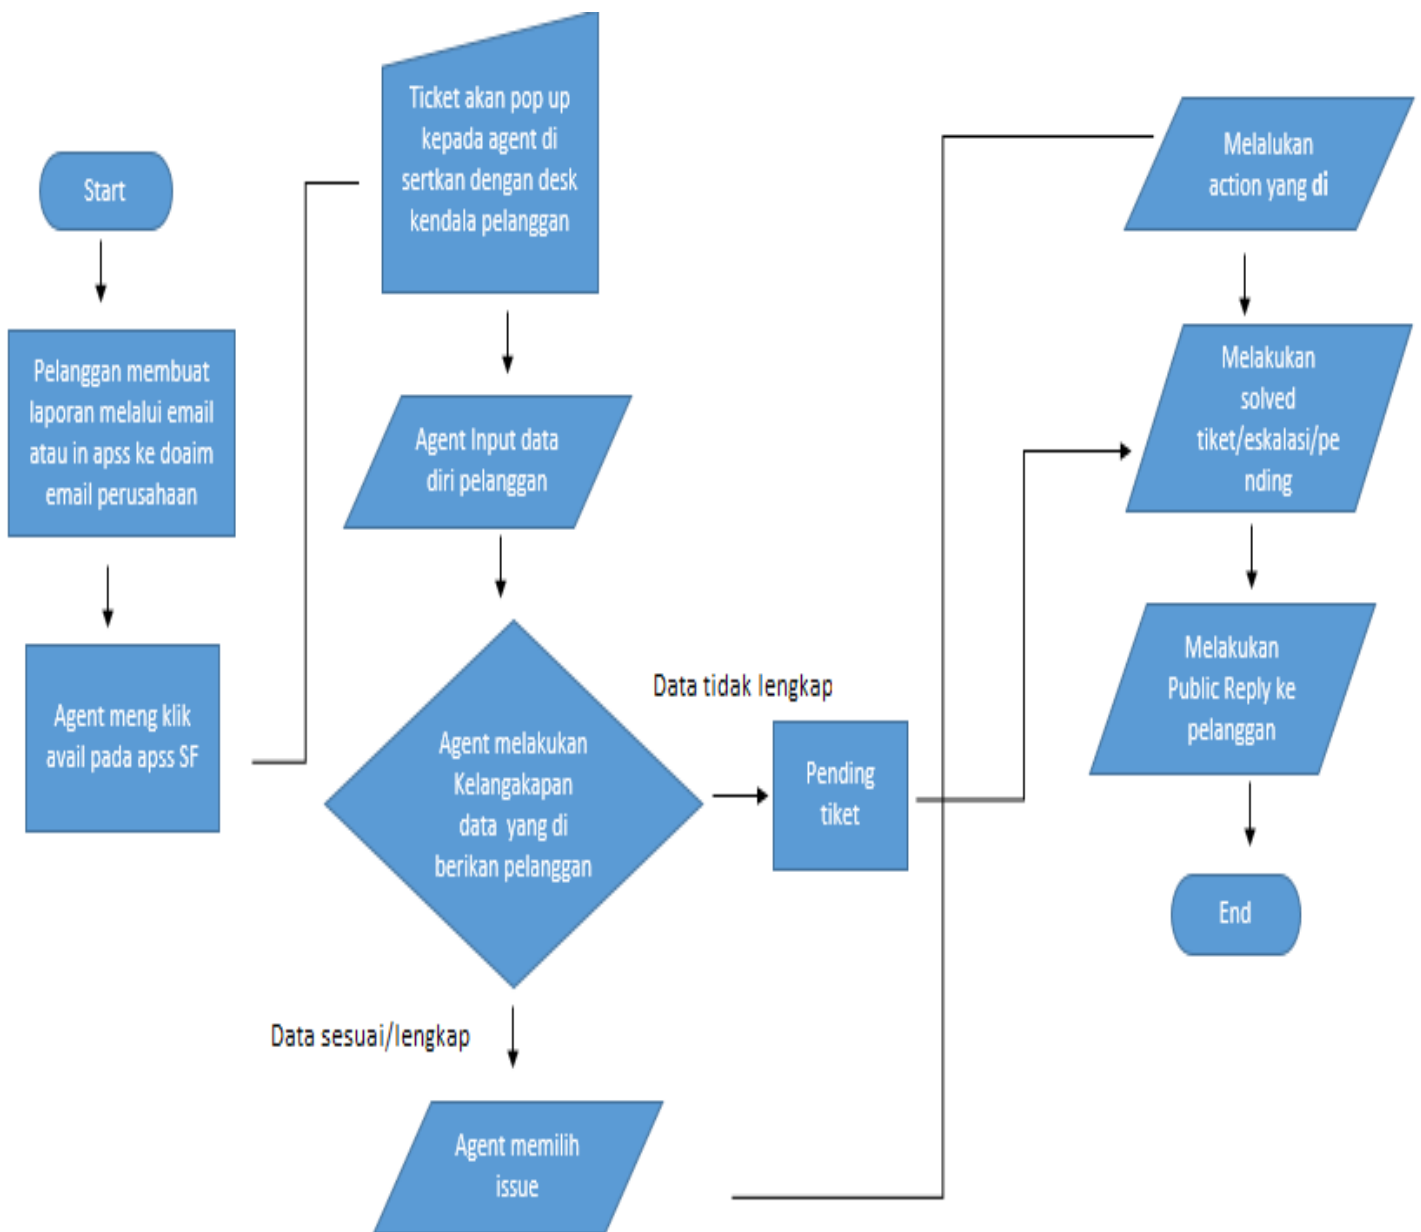 Start
Pelanggan membuat
laporan melalui email
atau in apss ke doaim
email perusahaan
Agent meng klik
avail pada apss SF
Ticket akan pop up
kepada agent di
sertkan dengan desk
kendala pelanggan
Agent Input data
diri pelanggan
Agent melakukan
Kelangakapan
data yang di
berikan pelanggan
Data tidak lengkap
Pending
tiket
Data sesuai/lengkap
Agent memilih
issue
Melalukan
action yang di
Melakukan
solved
tiket/eskalasi/pe
nding
Melakukan
Public Reply ke
pelanggan
End